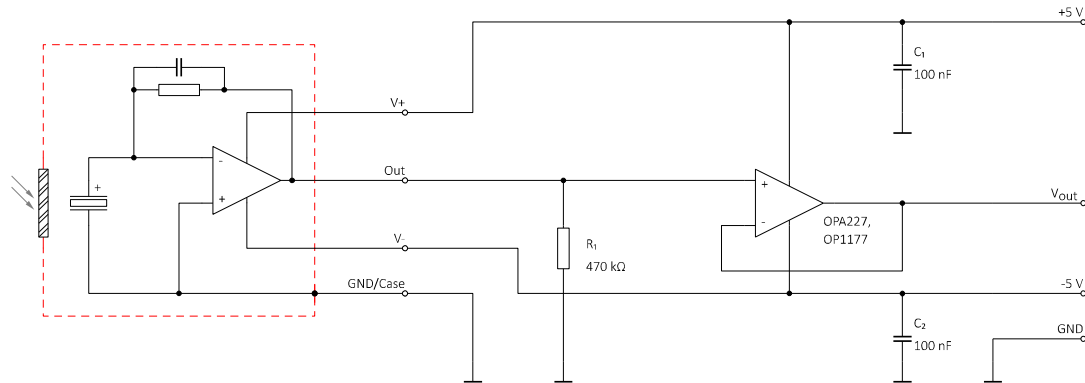 +5 V
C₁
100 nF
V+
-
+
+
Out
+
-
Vout
OPA227,
OP1177
R₁
470 kΩ
V-
GND/Case
-5 V
C₂
100 nF
GND